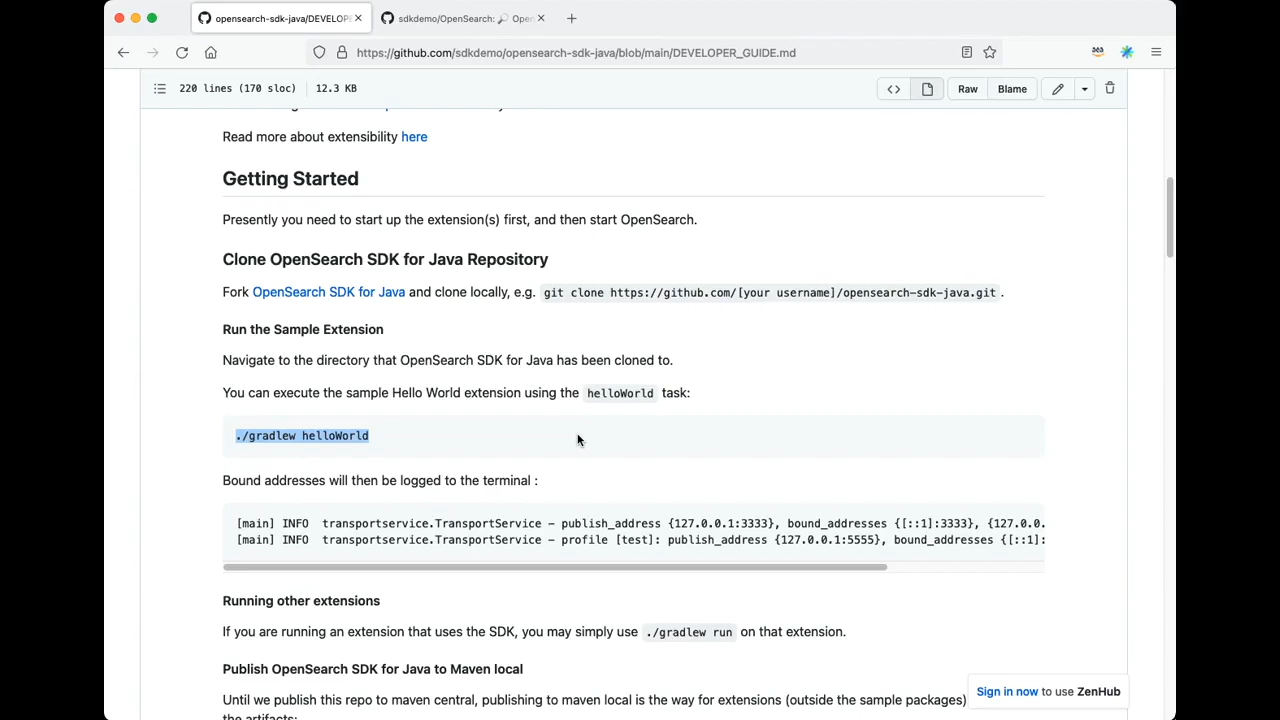 opensearch-sdk-java/DEVELOPE
sdkdemo/OpenSearch: 🔎 Open
https://github.com/sdkdemo/opensearch-sdk-java/blob/main/DEVELOPER_GUIDE.md
220 lines (170 sloc) 12.3 KB
Raw Blame
Read more about extensibility here
Getting Started
Presently you need to start up the extension(s) first, and then start OpenSearch.
Clone OpenSearch SDK for Java Repository
Fork OpenSearch SDK for Java and clone locally, e.g. git clone https://github.com/[your username]/opensearch-sdk-java.git .
Run the Sample Extension
Navigate to the directory that OpenSearch SDK for Java has been cloned to.
You can execute the sample Hello World extension using the helloWorld task:
./gradlew helloWorld
Bound addresses will then be logged to the terminal :
[main] INFO transportservice.TransportService – publish_address {127.0.0.1:3333}, bound_addresses {[::1]:3333}, {127.0.0.
[main] INFO transportservice.TransportService – profile [test]: publish_address {127.0.0.1:5555}, bound_addresses {[::1]:
Running other extensions
If you are running an extension that uses the SDK, you may simply use ./gradlew run on that extension.
Publish OpenSearch SDK for Java to Maven local
Until we publish this repo to maven central, publishing to maven local is the way for extensions (outside the sample packages)
the artifacts:
Sign in now to use ZenHub